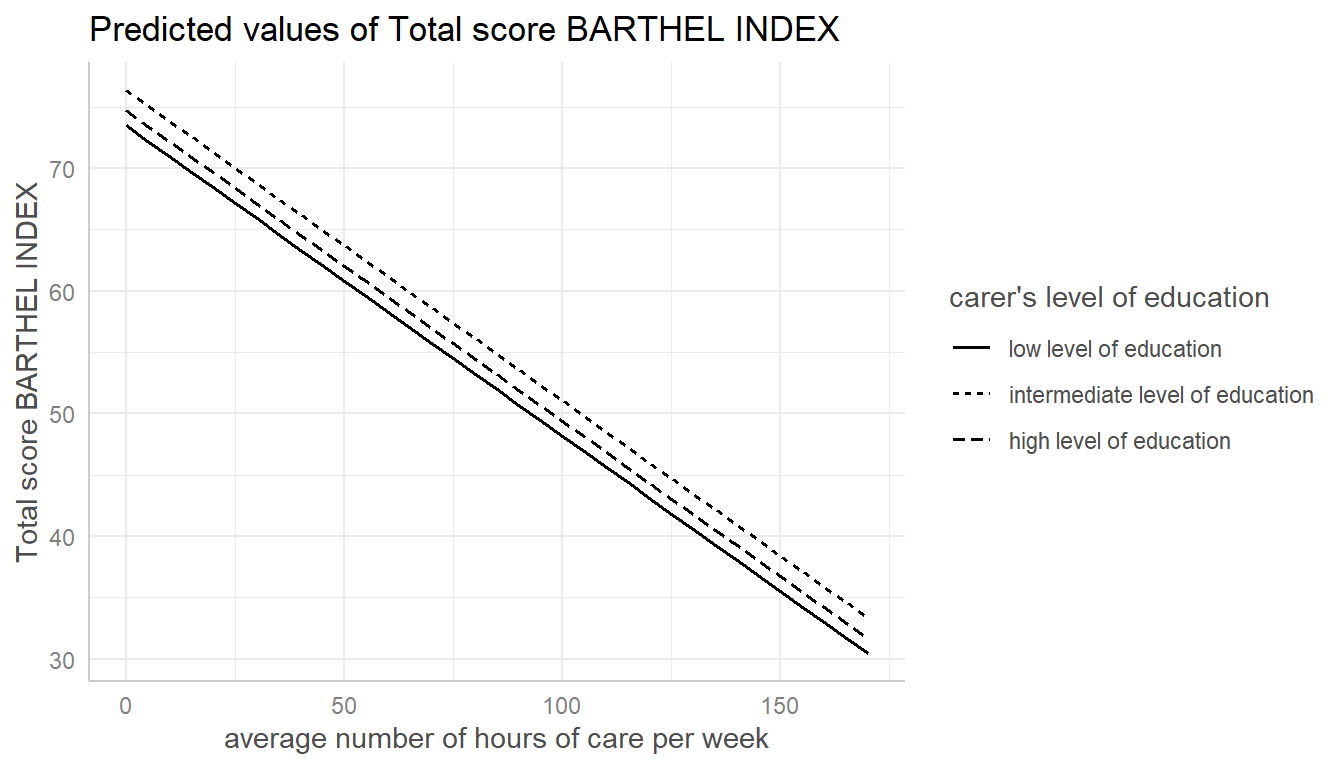 Predicted values of Total score BARTHEL INDEX
Total score BARTHEL INDEX
70
60
50
40
30
0
50
100
150
average number of hours of care per week
carer's level of education
low level of education
intermediate level of education
high level of education